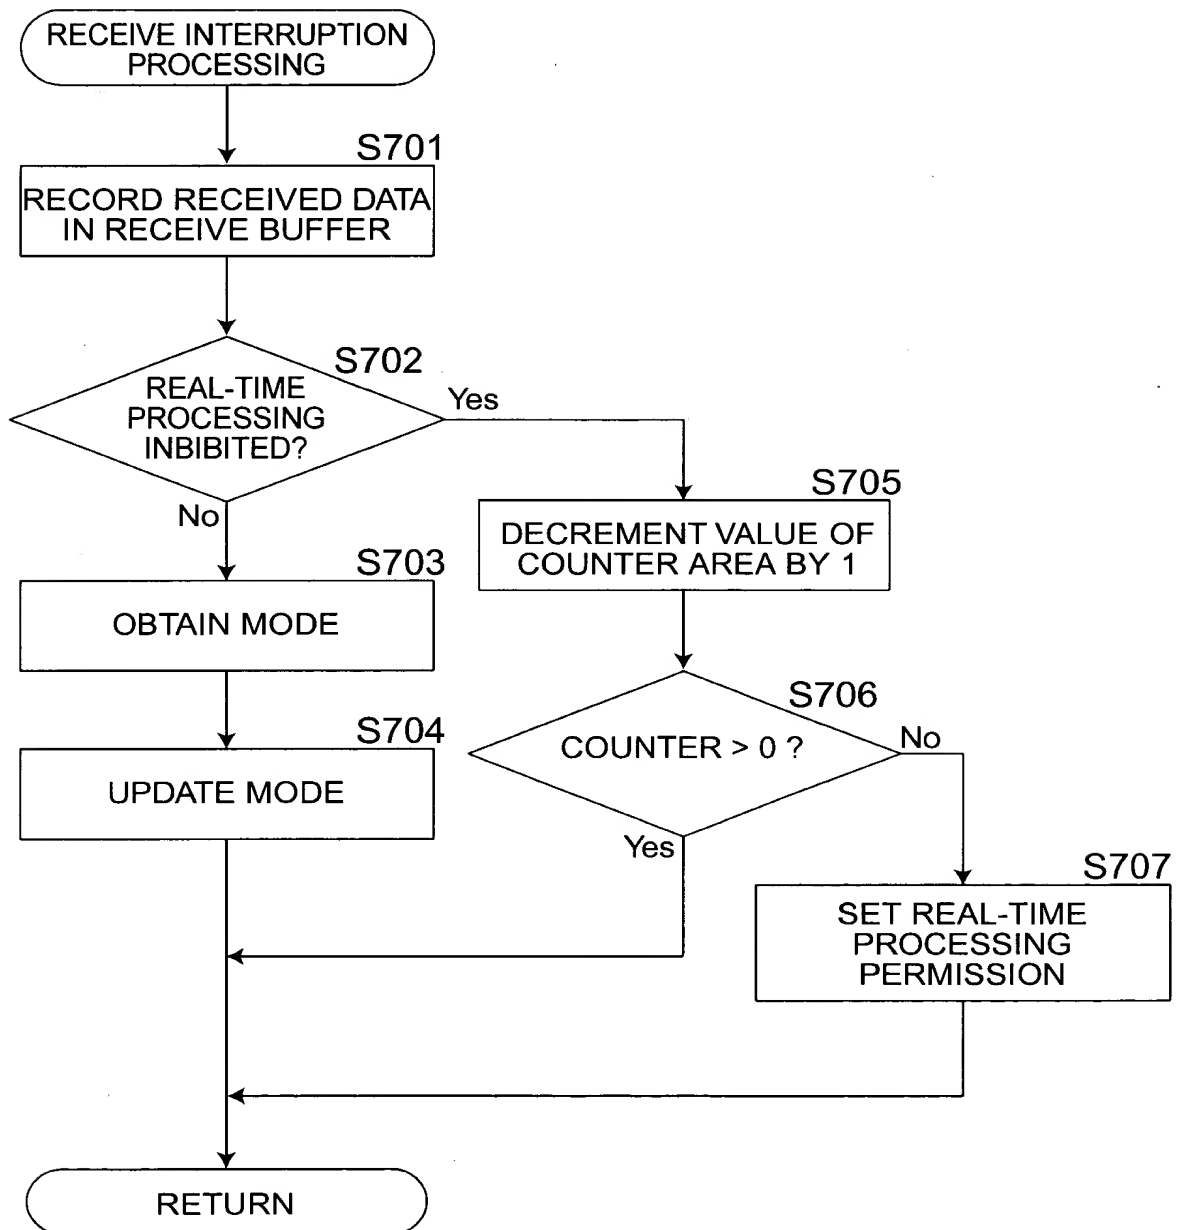 RECEIVE INTERRUPTION
PROCESSING
S701
RECORD RECEIVED DATA
IN RECEIVE BUFFER
S702
REAL-TIME
PROCESSING
INBIBITED?
Yes
No
S703
OBTAIN MODE
S704
UPDATE MODE
S705
DECREMENT VALUE OF
COUNTER AREA BY 1
S706
COUNTER > 0 ?
No
Yes
S707
SET REAL-TIME
PROCESSING
PERMISSION
RETURN